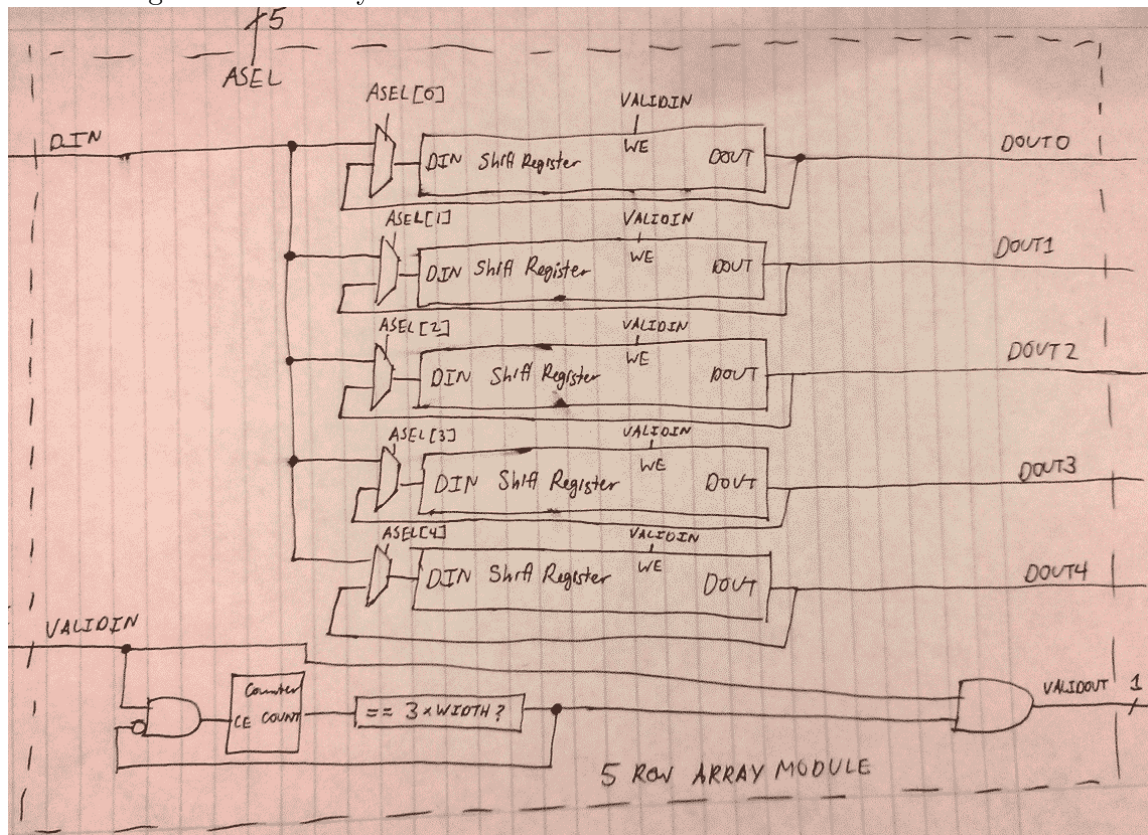 5
ASEL
ASEL[0]
VALIDIN
DIN
DIN Shift Register WE DOUT
DOUT0
ASEL[1]
VALIDIN
DIN Shift Register WE DOUT
DOUT1
ASEL[2]
VALIDIN
DIN Shift Register WE DOUT
DOUT2
ASEL[3]
VALIDIN
DIN Shift Register WE DOUT
DOUT3
ASEL[4]
VALIDIN
DIN Shift Register WE DOUT
DOUT4
VALIDIN
Counter
CE COUNT
== 3 x WIDTH?
VALIDOUT 1
5 ROW ARRAY MODULE